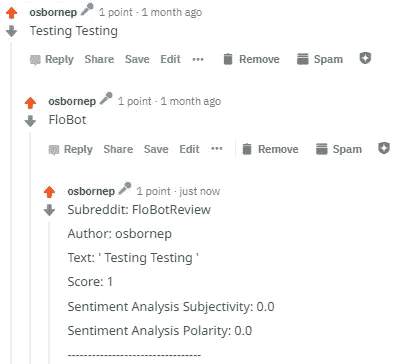 osbornep 1 point · 1 month ago
Testing Testing
Reply Share Save Edit ••• Remove Spam
osbornep 1 point · 1 month ago
FloBot
Reply Share Save Edit ••• Remove Spam
osbornep 1 point · just now
Subreddit: FloBotReview
Author: osbornep
Text: ' Testing Testing '
Score: 1
Sentiment Analysis Subjectivity: 0.0
Sentiment Analysis Polarity: 0.0
---------------------------------